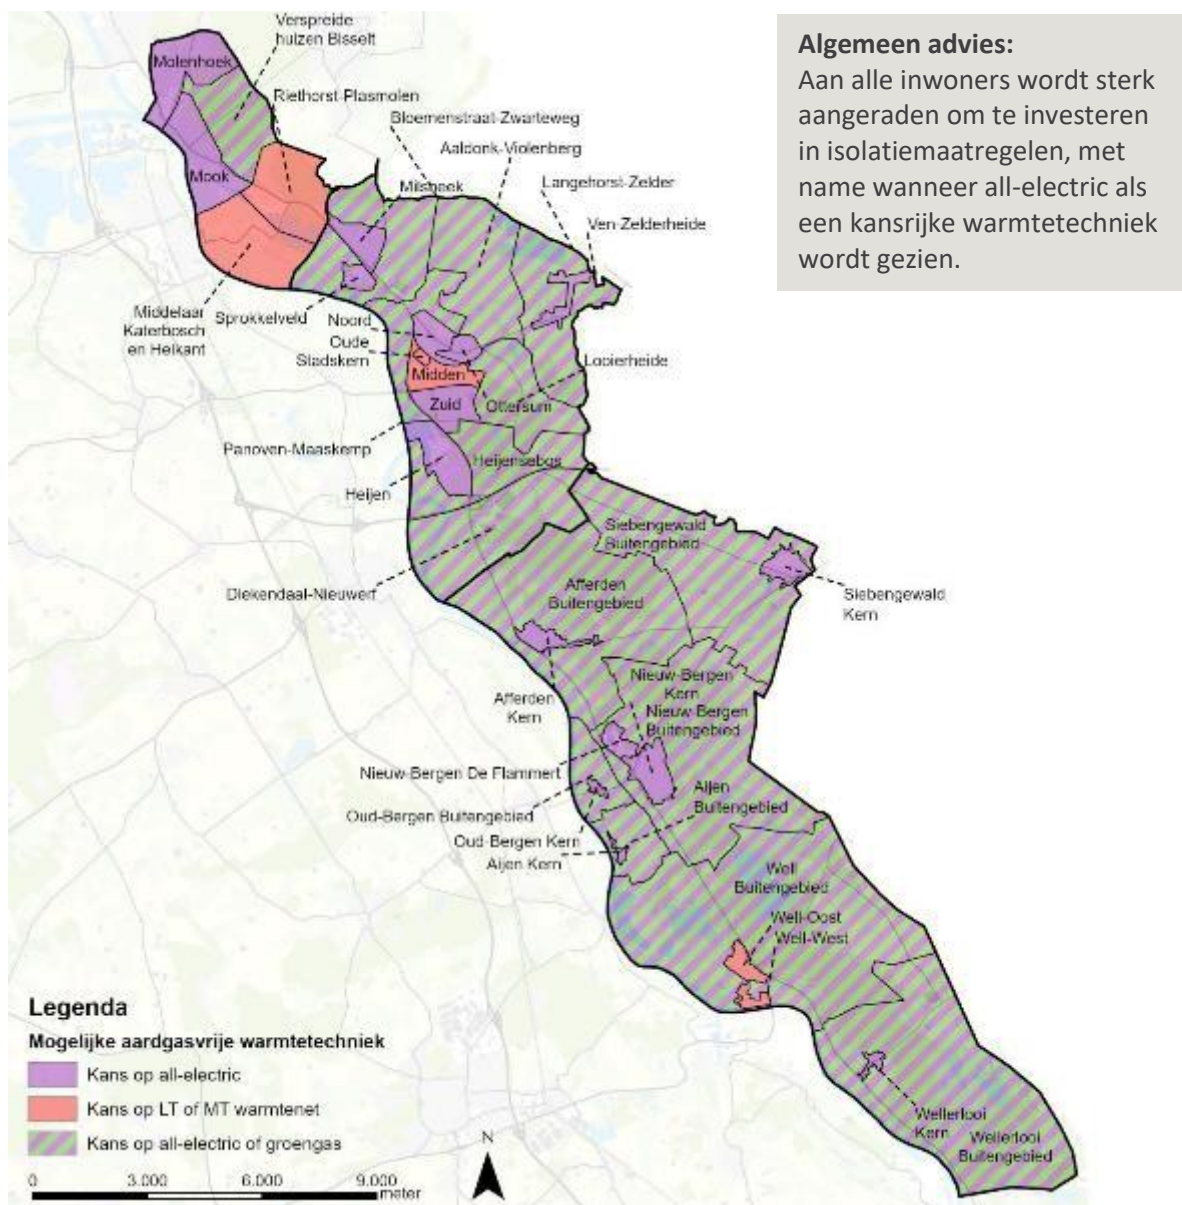 Algemeen advies:
Aan alle inwoners wordt sterk
aangeraden om te investeren
in isolatiemaatregelen, met
name wanneer all-electric als
een kansrijke warmtetechniek
wordt gezien.
Verspreide
huizen Bisselt
Molenhoek
Riethorst-Plasmolen
Bloemenstraat-Zwarteweg
Aaldonk-Violenberg
Mook
Milsbeek
Langehorst-Zelder
Ven-Zelderheide
Middelaar
Katerbosch
en Heikant
Sprokkelveld
Noord
Oude
Stadskern
Looierheide
Midden
Zuid
Ottersum
Panoven-Maaskemp
Heijensebos
Heijen
Siebengewald
Buitengebied
Diekendaal-Nieuwerf
Afferden
Buitengebied
Siebengewald
Kern
Afferden
Kern
Nieuw-Bergen
Kern
Nieuw-Bergen
Buitengebied
Nieuw-Bergen De Flammert
Aijen
Buitengebied
Oud-Bergen Buitengebied
Oud-Bergen Kern
Aijen Kern
Well
Buitengebied
Well-Oost
Well-West
Wellerlooi
Kern
Wellerlooi
Buitengebied
Legenda
Mogelijke aardgasvrije warmtetechniek
Kans op all-electric
Kans op LT of MT warmtenet
Kans op all-electric of groengas
0 3.000 6.000 9.000
meter
N